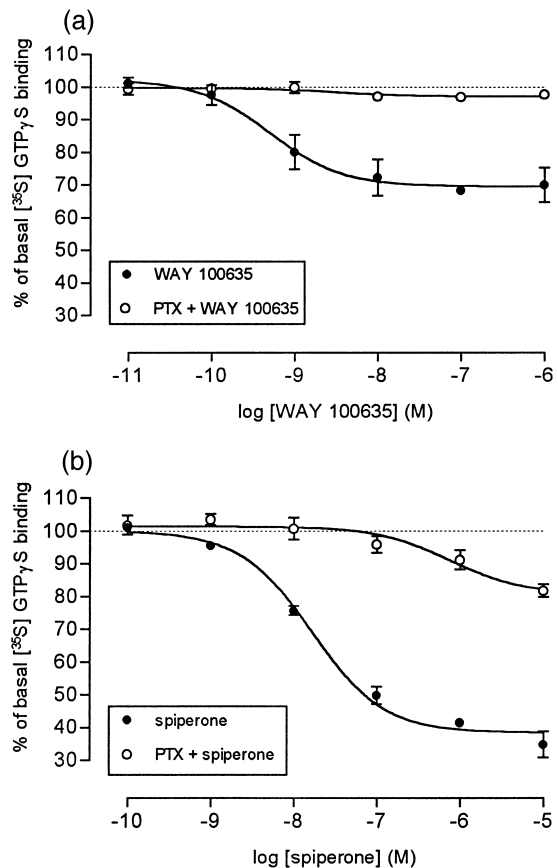 (a)
% of basal [³⁵S] GTPγS binding
110
100
90
80
70
60
50
40
30
WAY 100635
PTX + WAY 100635
-11 -10 -9 -8 -7 -6
log [WAY 100635] (M)
(b)
% of basal [³⁵S] GTPγS binding
110
100
90
80
70
60
50
40
30
spiperone
PTX + spiperone
-10 -9 -8 -7 -6 -5
log [spiperone] (M)